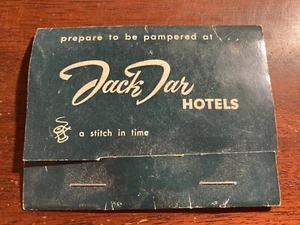 prepare to be pampered at...
Jack Tar
HOTELS
a stitch in time